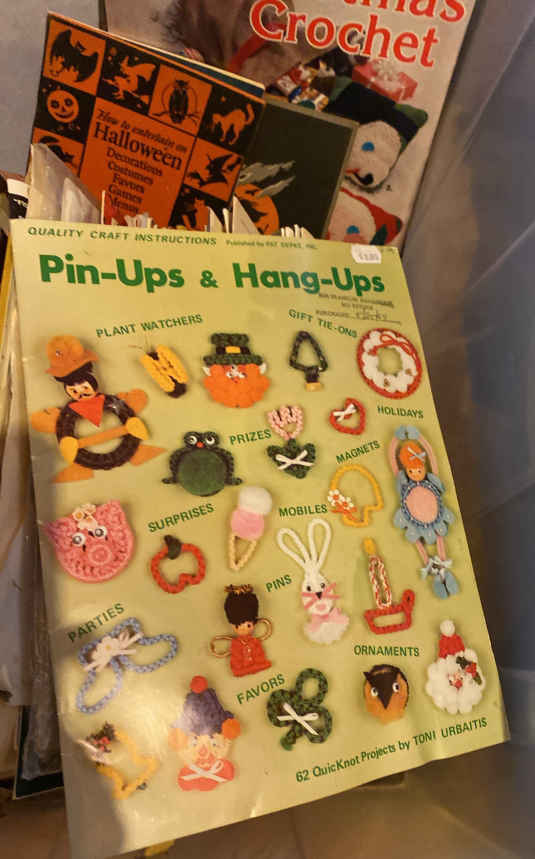 Crochet
How to entertain on
Halloween
Decorations
Costumes
Favors
Games
Menus
QUALITY CRAFT INSTRUCTIONS Published by PAT DEPKE, INC.
Pin-Ups & Hang-Ups
PLANT WATCHERS
GIFT TIE-ONS
HOLIDAYS
PRIZES
MAGNETS
SURPRISES
MOBILES
PINS
PARTIES
ORNAMENTS
FAVORS
62 QuicKnot Projects by TONI URBAITIS